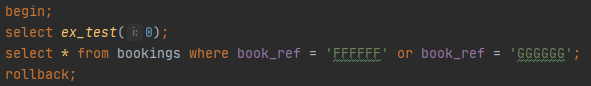 begin;
select ex_test( i: 0);
select * from bookings where book_ref = 'FFFFFF' or book_ref = 'GGGGGG';
rollback;